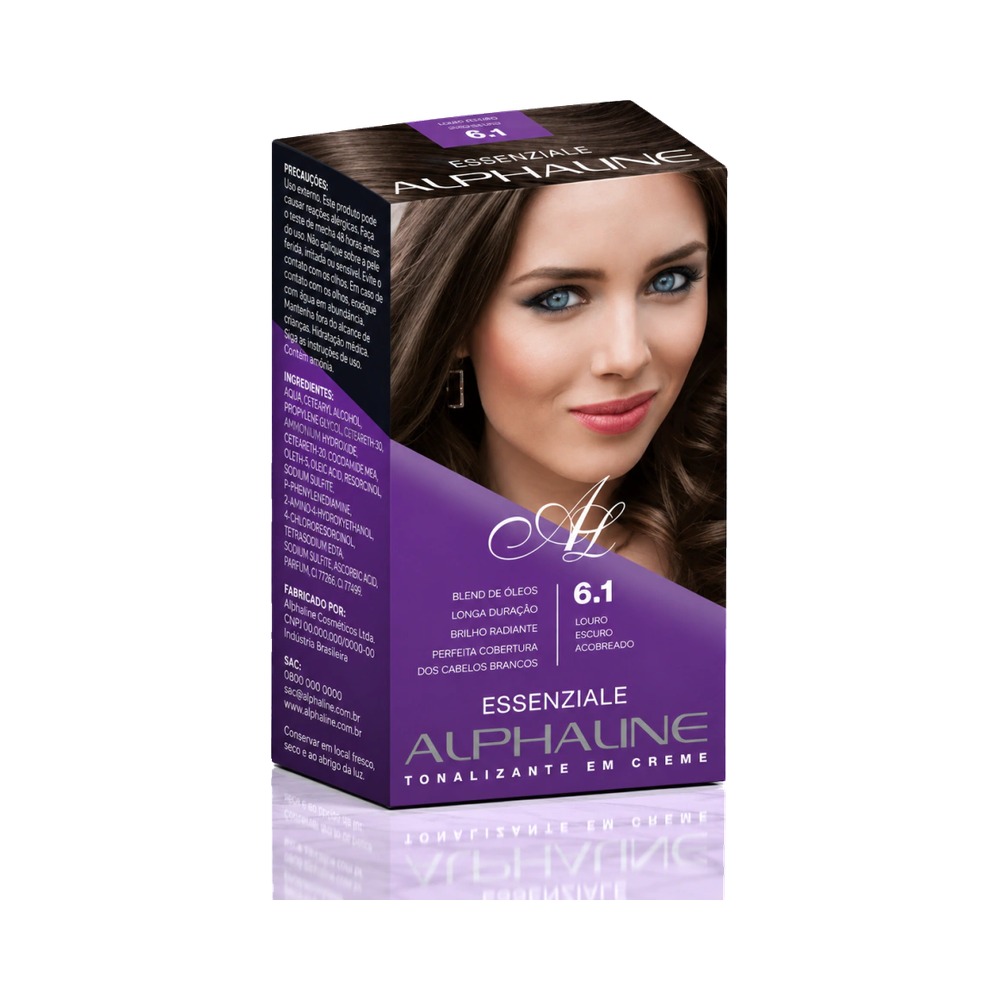 6.1
ESSENZIALE
ALPHALINE
PRECAUÇÕES:
Uso externo. Este produto pode
causar reações alérgicas. Faça
o teste de mecha 48 horas antes
do uso. Não aplique sobre a pele
ferida, irritada ou sensível. Evite o
contato com os olhos. Em caso de
contato com os olhos, enxágue
com água em abundância.
Mantenha fora do alcance de
crianças. Hidratação médica.
Siga as instruções de uso.
Contém amônia.
INGREDIENTES:
AQUA, CETEARYL ALCOHOL,
PROPYLENE GLYCOL, CETEARETH-30,
AMMONIUM HYDROXIDE,
CETEARETH-20, COCOAMIDE MEA,
OLETH-5, OLEIC ACID, RESORCINOL,
SODIUM SULFITE,
P-PHENYLENEDIAMINE,
2-AMINO-4-HYDROXYETHANOL,
4-CHLORORESORCINOL,
TETRASODIUM EDTA,
SODIUM SULFITE, ASCORBIC ACID,
PARFUM, CI 77266, CI 77499.
FABRICADO POR:
Alphaline Cosméticos Ltda.
CNPJ 00.000.000/0000-00
Indústria Brasileira
SAC:
0800 000 0000
sac@alphaline.com.br
www.alphaline.com.br
Conservar em local fresco,
seco e ao abrigo da luz.
AL
BLEND DE ÓLEOS
LONGA DURAÇÃO
BRILHO RADIANTE
PERFEITA COBERTURA
DOS CABELOS BRANCOS
6.1
LOURO
ESCURO
ACOBREADO
ESSENZIALE
ALPHALINE
TONALIZANTE EM CREME